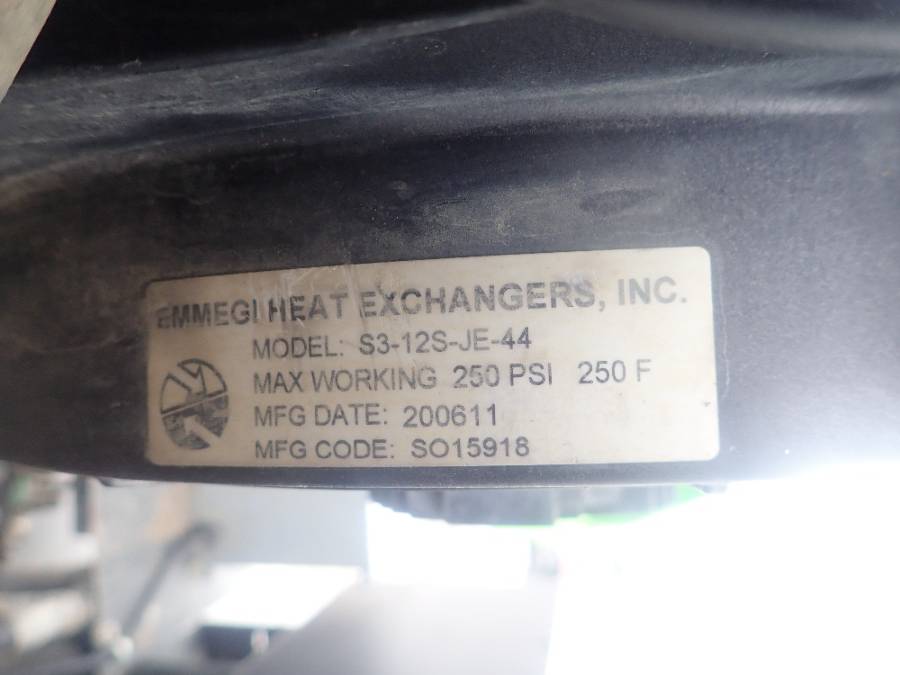 EMMEGI HEAT EXCHANGERS, INC.
MODEL: S3-12S-JE-44
MAX WORKING 250 PSI 250 F
MFG DATE: 200611
MFG CODE: SO15918